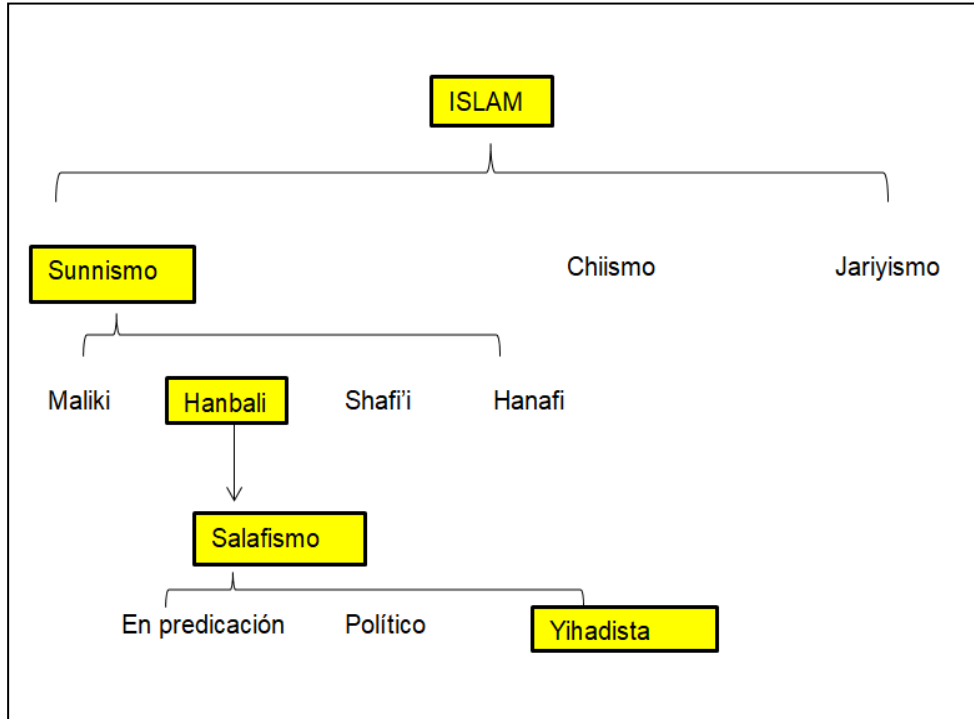 ISLAM
Sunnismo
Chiismo
Jariyismo
Maliki
Hanbali
Shafi’i
Hanafi
Salafismo
En predicación
Político
Yihadista